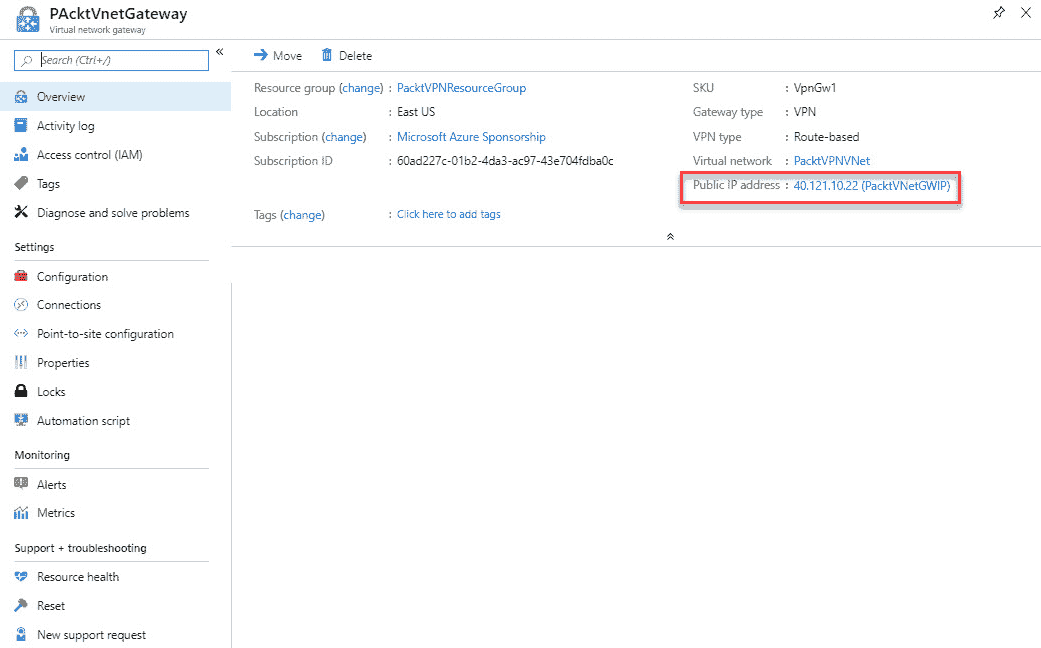 PAcktVnetGateway
Virtual network gateway
Search (Ctrl+/)
«
Overview
Activity log
Access control (IAM)
Tags
Diagnose and solve problems
Settings
Configuration
Connections
Point-to-site configuration
Properties
Locks
Automation script
Monitoring
Alerts
Metrics
Support + troubleshooting
Resource health
Reset
New support request
Move
Delete
Resource group (change) : PacktVPNResourceGroup
Location : East US
Subscription (change) : Microsoft Azure Sponsorship
Subscription ID : 60ad227c-01b2-4da3-ac97-43e704fdba0c
Tags (change) : Click here to add tags
SKU : VpnGw1
Gateway type : VPN
VPN type : Route-based
Virtual network : PacktVPNVNet
Public IP address : 40.121.10.22 (PacktVNetGWIP)